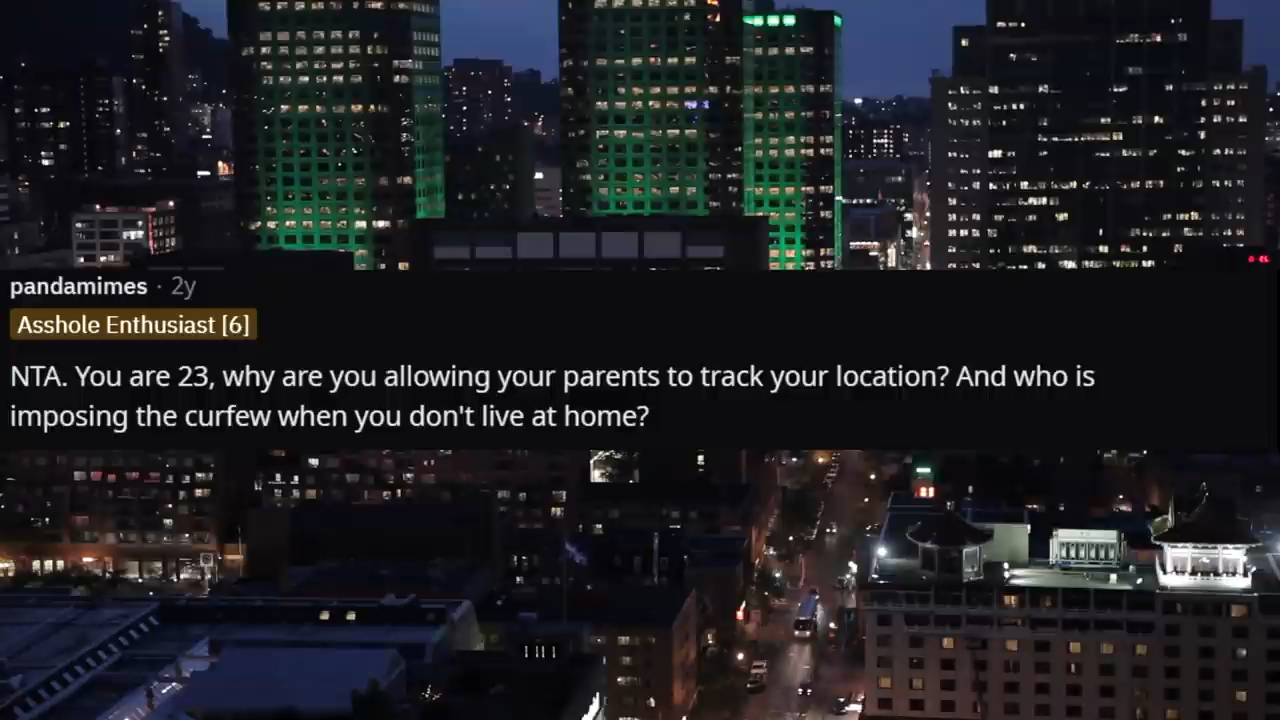 pandamimes · 2y
Asshole Enthusiast [6]
NTA. You are 23, why are you allowing your parents to track your location? And who is
imposing the curfew when you don't live at home?